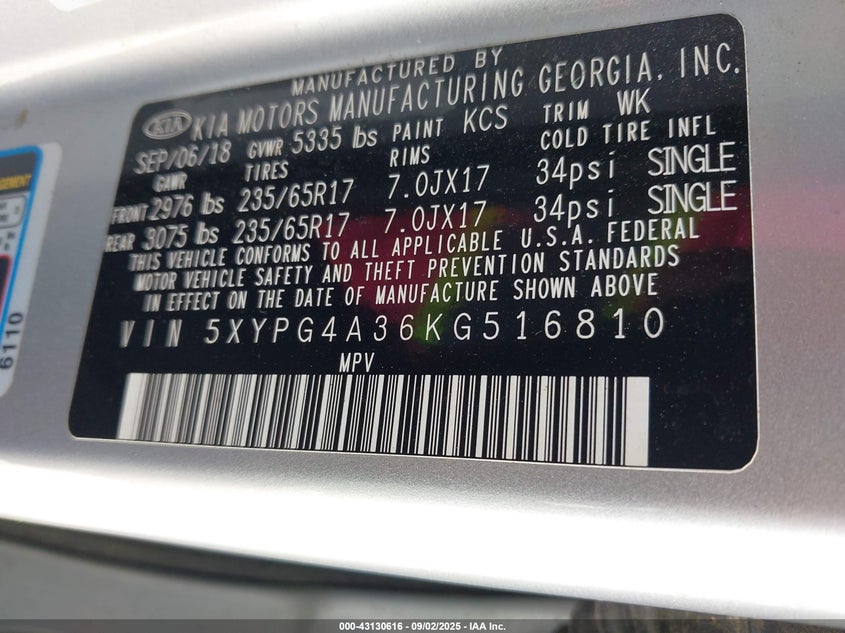 MANUFACTURED BY
KIA KIA MOTORS MANUFACTURING GEORGIA, INC.
SEP/06/18 GVWR 5335 lbs PAINT KCS TRIM WK
GAWR TIRES RIMS COLD TIRE INFL
FRONT 2976 lbs 235/65R17 7.0JX17 34psi SINGLE
REAR 3075 lbs 235/65R17 7.0JX17 34psi SINGLE
THIS VEHICLE CONFORMS TO ALL APPLICABLE U.S.A. FEDERAL
MOTOR VEHICLE SAFETY AND THEFT PREVENTION STANDARDS
IN EFFECT ON THE DATE OF MANUFACTURE SHOWN ABOVE
VIN 5XYPG4A36KG516810
MPV
6110
000-43130616 - 09/02/2025 - IAA Inc.